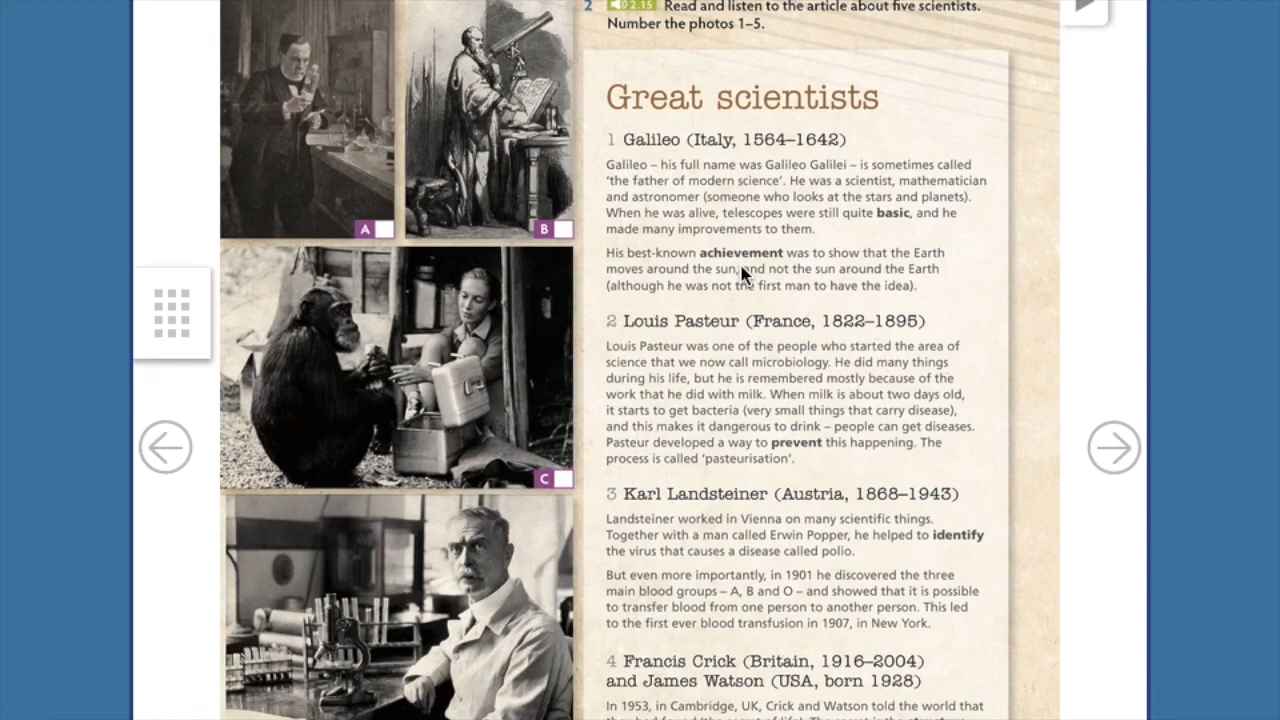 2 2.15 Read and listen to the article about five scientists.
Number the photos 1–5.
Great scientists
1 Galileo (Italy, 1564–1642)
Galileo – his full name was Galileo Galilei – is sometimes called
‘the father of modern science’. He was a scientist, mathematician
and astronomer (someone who looks at the stars and planets).
When he was alive, telescopes were still quite basic, and he
made many improvements to them.
His best-known achievement was to show that the Earth
moves around the sun, and not the sun around the Earth
(although he was not the first man to have the idea).
2 Louis Pasteur (France, 1822–1895)
Louis Pasteur was one of the people who started the area of
science that we now call microbiology. He did many things
during his life, but he is remembered mostly because of the
work that he did with milk. When milk is about two days old,
it starts to get bacteria (very small things that carry disease),
and this makes it dangerous to drink – people can get diseases.
Pasteur developed a way to prevent this happening. The
process is called ‘pasteurisation’.
3 Karl Landsteiner (Austria, 1868–1943)
Landsteiner worked in Vienna on many scientific things.
Together with a man called Erwin Popper, he helped to identify
the virus that causes a disease called polio.
But even more importantly, in 1901 he discovered the three
main blood groups – A, B and O – and showed that it is possible
to transfer blood from one person to another person. This led
to the first ever blood transfusion in 1907, in New York.
4 Francis Crick (Britain, 1916–2004)
and James Watson (USA, born 1928)
In 1953, in Cambridge, UK, Crick and Watson told the world that
A
B
C